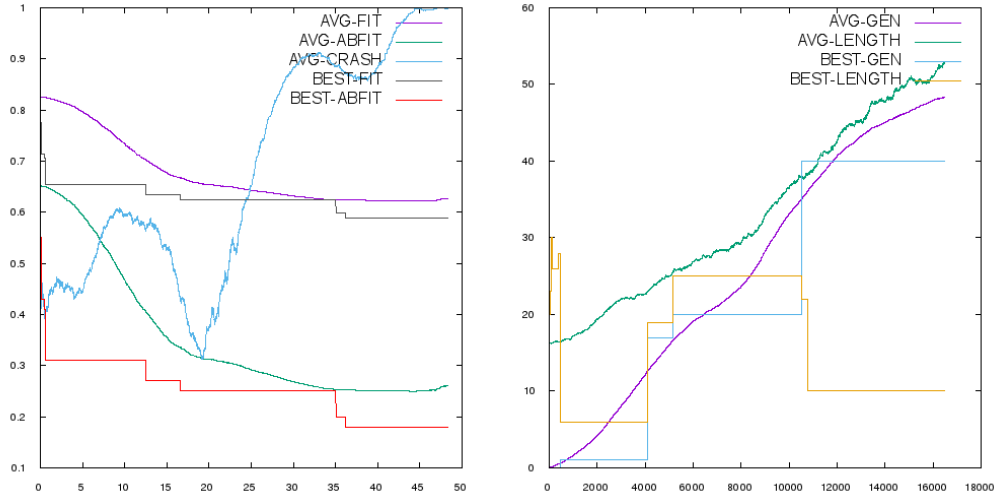 1
0.9
0.8
0.7
0.6
0.5
0.4
0.3
0.2
0.1
0 5 10 15 20 25 30 35 40 45 50
AVG-FIT
AVG-ABFIT
AVG-CRASH
BEST-FIT
BEST-ABFIT
60
50
40
30
20
10
0
0 2000 4000 6000 8000 10000 12000 14000 16000 18000
AVG-GEN
AVG-LENGTH
BEST-GEN
BEST-LENGTH